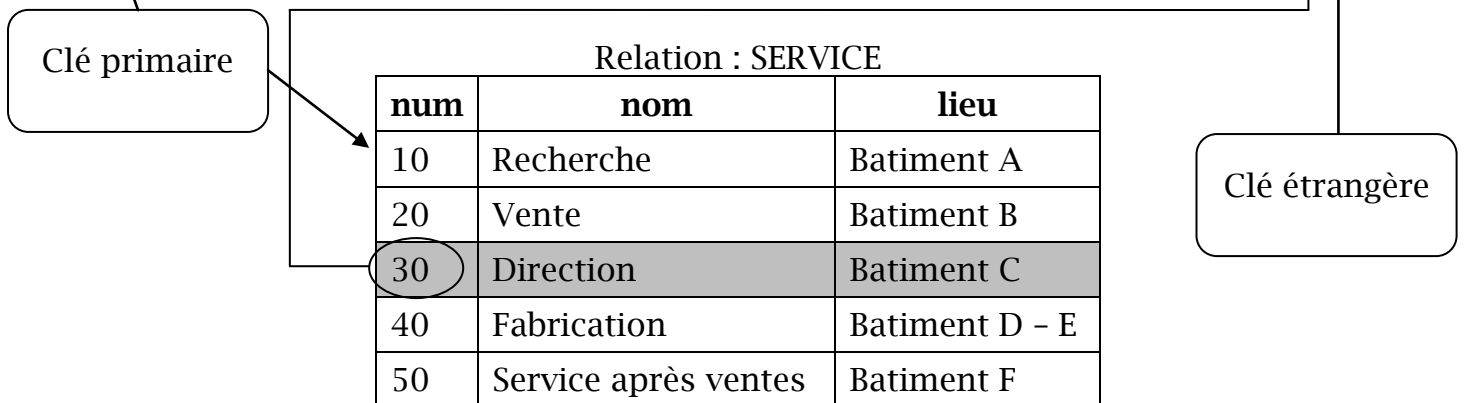 Clé primaire
Relation : SERVICE
num nom lieu
10 Recherche Batiment A
20 Vente Batiment B
30 Direction Batiment C
40 Fabrication Batiment D – E
50 Service après ventes Batiment F
Clé étrangère